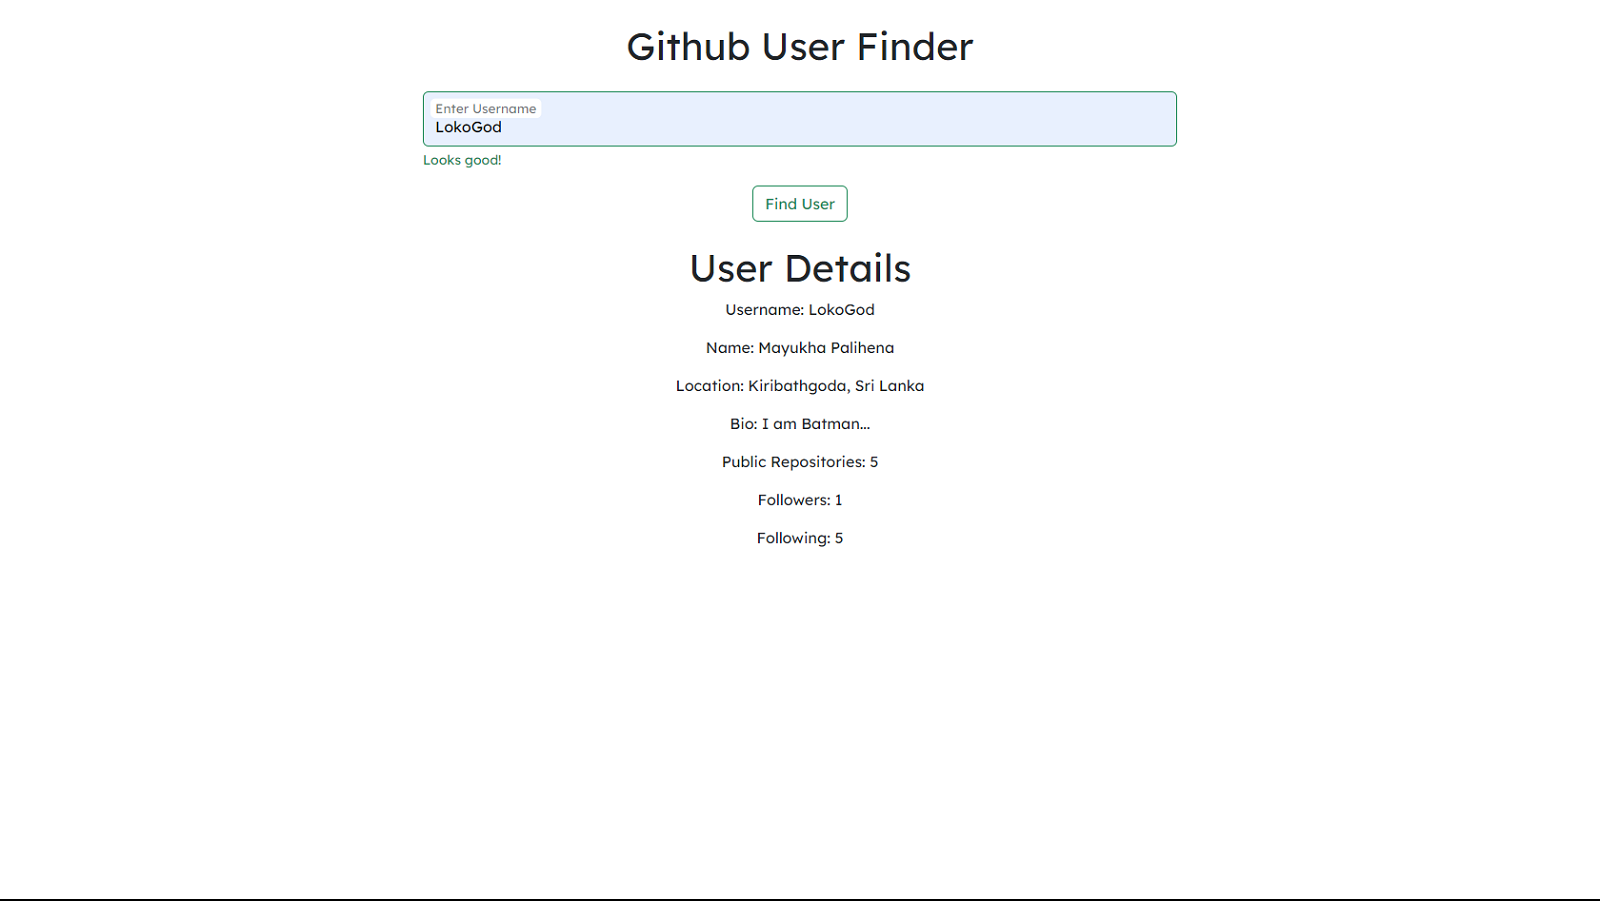 Github User Finder
Enter Username
LokoGod
Looks good!
Find User
User Details
Username: LokoGod
Name: Mayukha Palihena
Location: Kiribathgoda, Sri Lanka
Bio: I am Batman...
Public Repositories: 5
Followers: 1
Following: 5